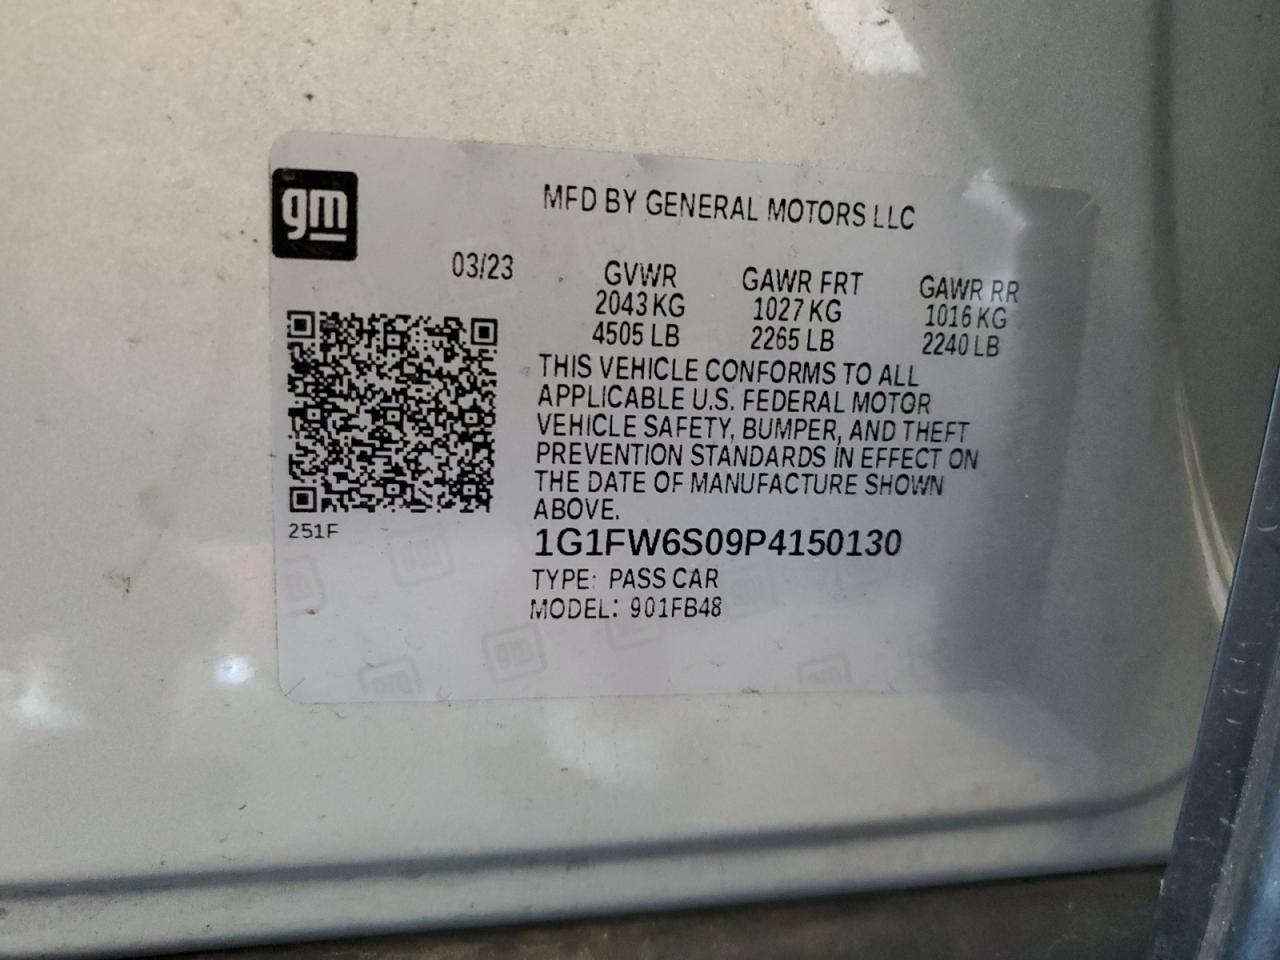 gm
MFD BY GENERAL MOTORS LLC
03/23
GVWR GAWR FRT GAWR RR
2043 KG 1027 KG 1016 KG
4505 LB 2265 LB 2240 LB
THIS VEHICLE CONFORMS TO ALL
APPLICABLE U.S. FEDERAL MOTOR
VEHICLE SAFETY, BUMPER, AND THEFT
PREVENTION STANDARDS IN EFFECT ON
THE DATE OF MANUFACTURE SHOWN
ABOVE.
251F
1G1FW6S09P4150130
TYPE: PASS CAR
MODEL: 901FB48